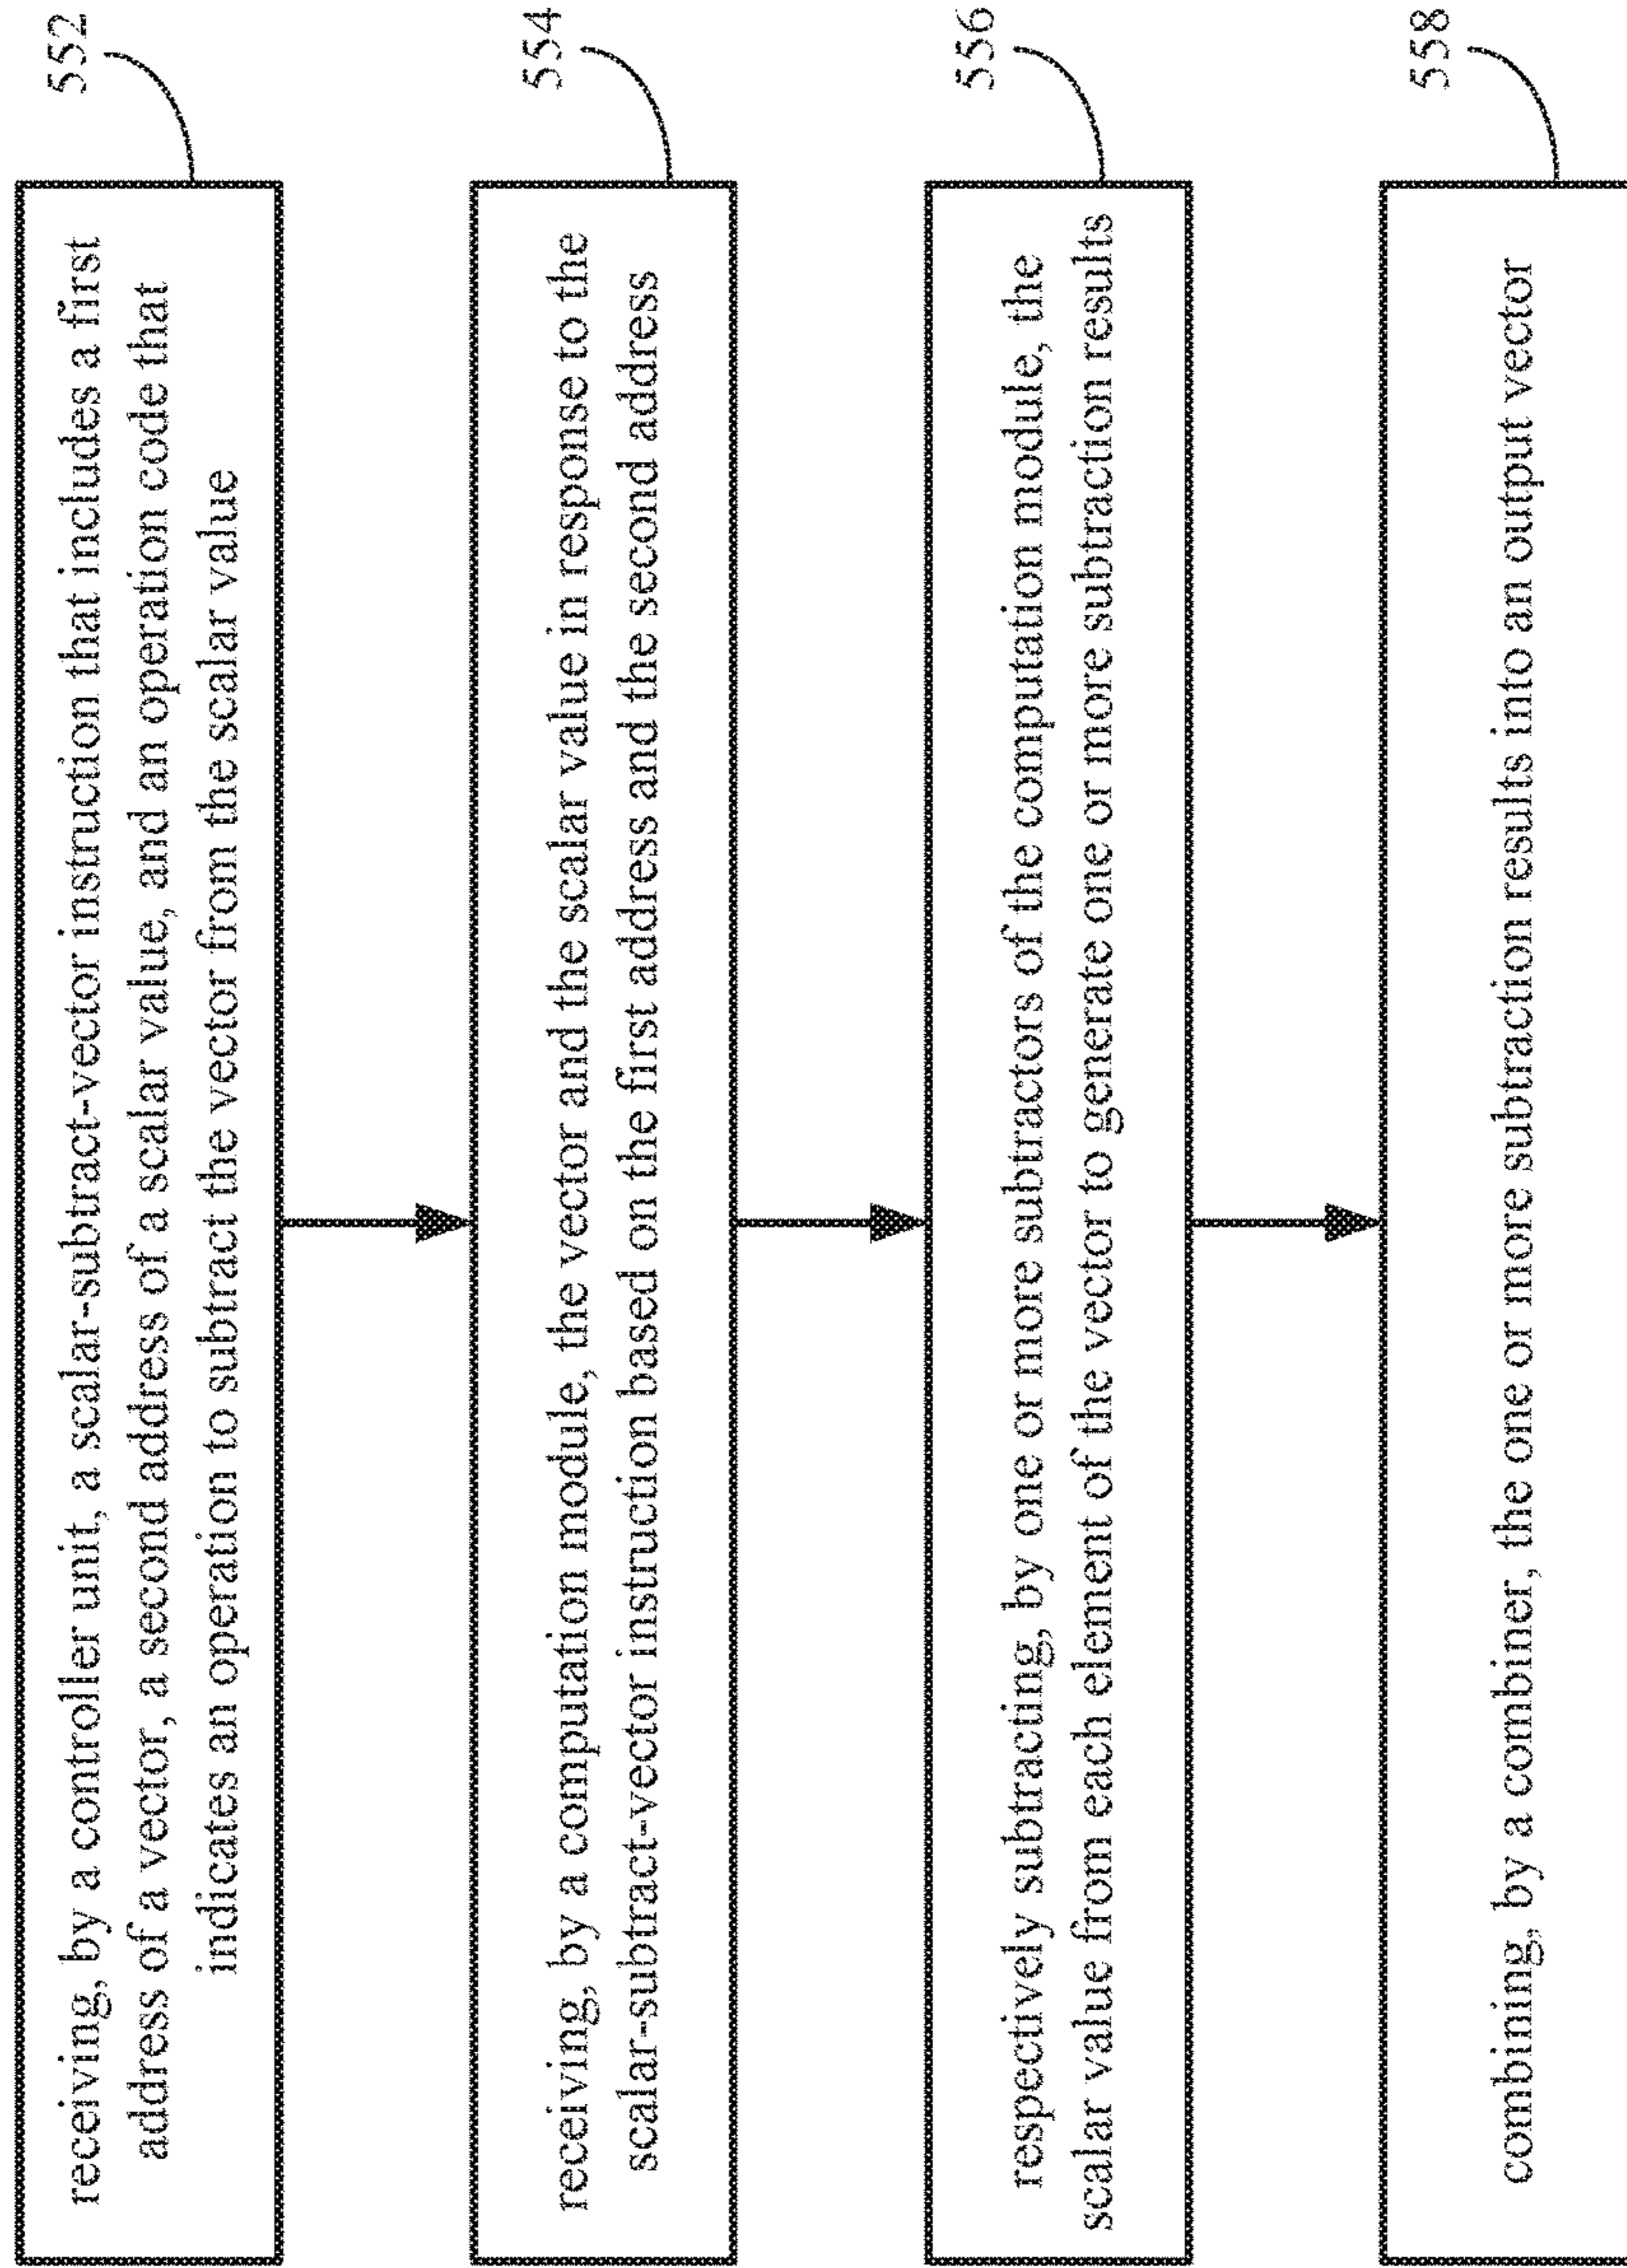 receiving, by a controller unit, a scalar-subtract-vector instruction that includes a first
address of a vector, a second address of a scalar value, and an operation code that
indicates an operation to subtract the vector from the scalar value
552
receiving, by a computation module, the vector and the scalar value in response to the
scalar-subtract-vector instruction based on the first address and the second address
554
respectively subtracting, by one or more subtractors of the computation module, the
scalar value from each element of the vector to generate one or more subtraction results
556
combining, by a combiner, the one or more subtraction results into an output vector
558